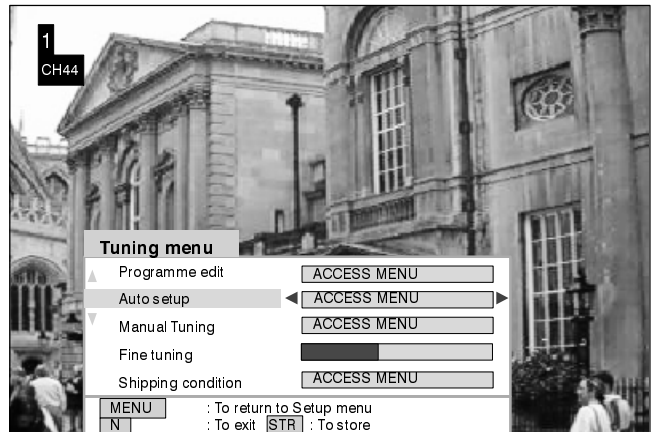 1
CH44
Tuning menu
Programme edit ACCESS MENU
Auto setup ACCESS MENU
Manual Tuning ACCESS MENU
Fine tuning
Shipping condition ACCESS MENU
MENU : To return to Setup menu
N : To exit STR : To store